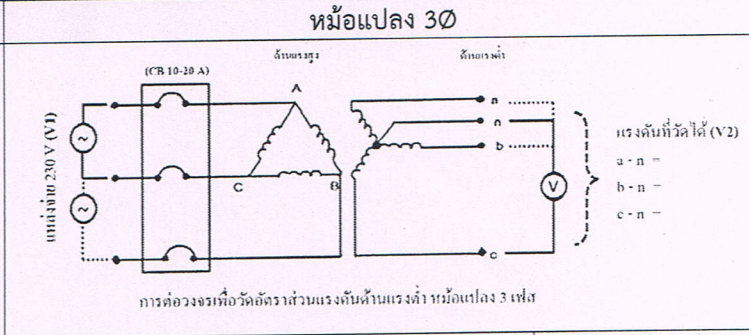 หม้อแปลง 3Ø
ด้านแรงสูง
ด้านแรงต่ำ
(CB 10-20 A)
A
C
B
แหล่งจ่าย 230 V (V1)
~
~
a
n
b
c
V
แรงดันที่วัดได้ (V2)
a - n =
b - n =
c - n =
การต่อวงจรเพื่อวัดอัตราส่วนแรงดันด้านแรงต่ำ หม้อแปลง 3 เฟส